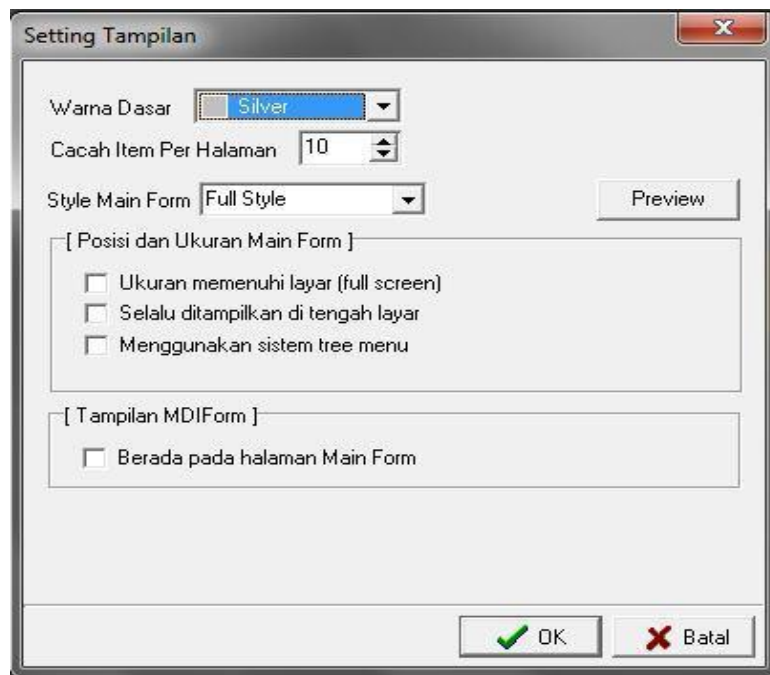 Setting Tampilan
Warna Dasar Silver
Cacah Item Per Halaman 10
Style Main Form Full Style Preview
[ Posisi dan Ukuran Main Form ]
Ukuran memenuhi layar (full screen)
Selalu ditampilkan di tengah layar
Menggunakan sistem tree menu
[ Tampilan MDIForm ]
Berada pada halaman Main Form
OK Batal